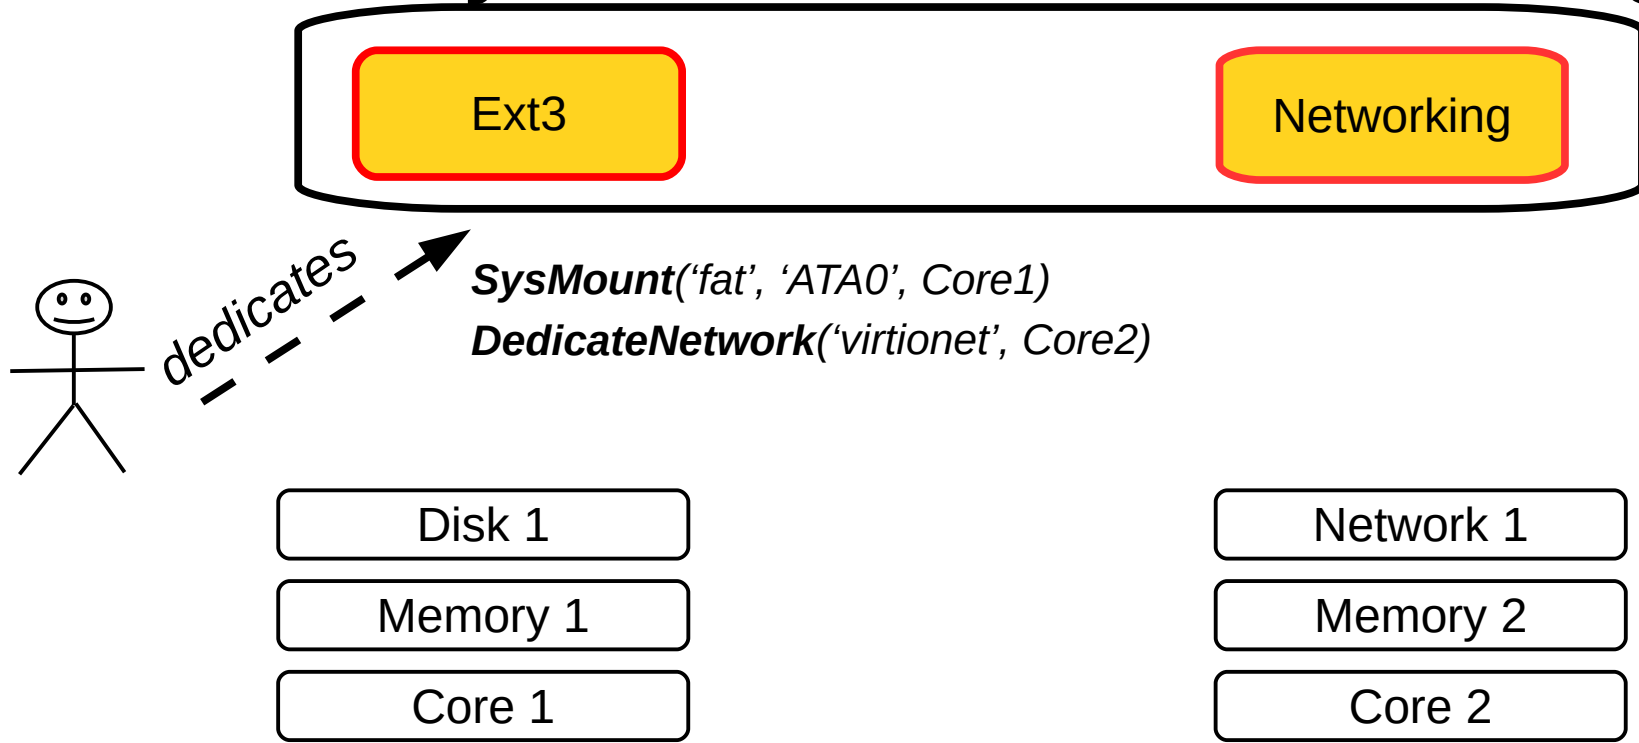 Ext3
Networking
dedicates
SysMount(‘fat’, ‘ATA0’, Core1)
DedicateNetwork(‘virtionet’, Core2)
Disk 1
Network 1
Memory 1
Memory 2
Core 1
Core 2